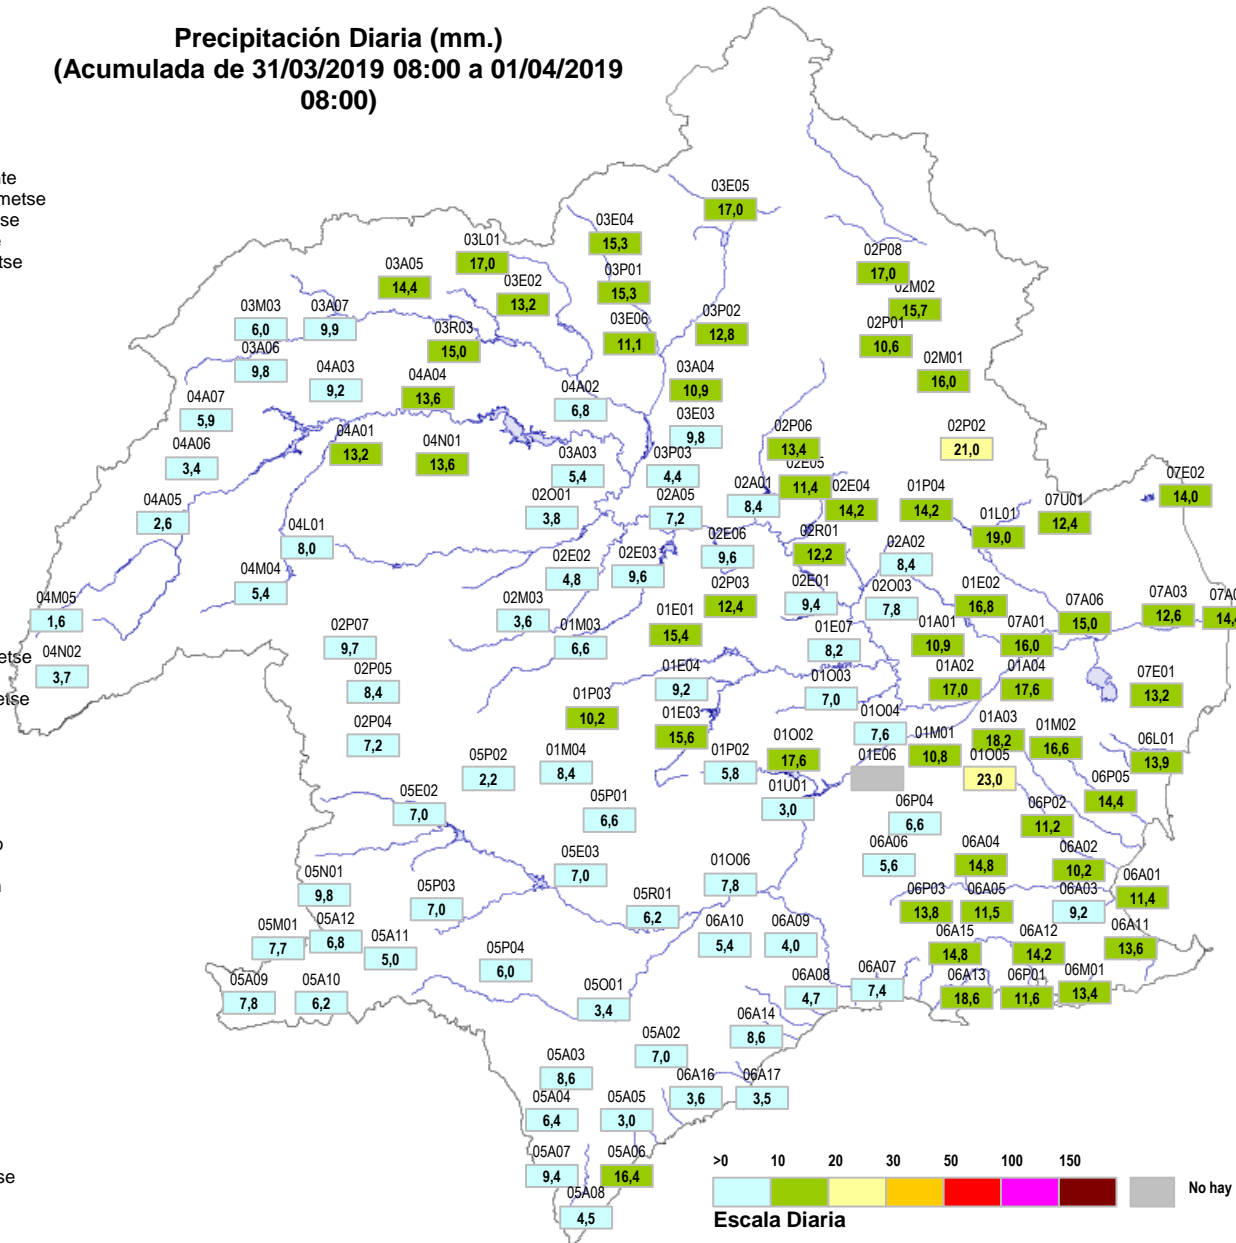 Precipitación Diaria (mm.)
(Acumulada de 31/03/2019 08:00 a 01/04/2019
08:00)
03E05
17,0
03E04
15,3
03L01
17,0
02P08
17,0
03A05
14,4
03P01
15,3
03E02
13,2
02M02
15,7
03M03
6,0
03A07
9,9
03P02
12,8
03E06
11,1
02P01
10,6
03R03
15,0
03A06
9,8
02M01
16,0
04A03
9,2
04A04
13,6
03A04
10,9
04A02
6,8
04A07
5,9
03E03
9,8
02P06
13,4
02P02
21,0
04A01
13,2
04N01
13,6
04A06
3,4
03A03
5,4
03P03
4,4
02E05
11,4
07E02
14,0
02A01
8,4
02E04
14,2
01P04
14,2
04A05
2,6
02O01
3,8
02A05
7,2
07U01
12,4
01L01
19,0
04L01
8,0
02E06
9,6
02R01
12,2
02A02
8,4
02E02
4,8
02E03
9,6
04M04
5,4
02P03
12,4
02E01
9,4
02O03
7,8
01E02
16,8
04M05
1,6
02M03
3,6
01E01
15,4
07A06
15,0
07A03
12,6
07A0
14,4
02P07
9,7
01M03
6,6
01E07
8,2
01A01
10,9
07A01
16,0
04N02
3,7
02P05
8,4
01E04
9,2
01O03
7,0
01A02
17,0
01A04
17,6
07E01
13,2
01P03
10,2
02P04
7,2
01E03
15,6
01O04
7,6
01A03
18,2
01M02
16,6
01M01
10,8
06L01
13,9
05P02
2,2
01M04
8,4
01P02
5,8
01O02
17,6
01E06
01O05
23,0
05E02
7,0
05P01
6,6
01U01
3,0
06P04
6,6
06P05
14,4
06P02
11,2
05E03
7,0
01O06
7,8
06A06
5,6
06A04
14,8
06A02
10,2
05N01
9,8
05P03
7,0
05R01
6,2
06P03
13,8
06A05
11,5
06A03
9,2
06A01
11,4
05M01
7,7
05A12
6,8
05A11
5,0
06A10
5,4
06A09
4,0
06A15
14,8
06A12
14,2
06A11
13,6
05P04
6,0
05A09
7,8
05A10
6,2
05O01
3,4
06A08
4,7
06A07
7,4
06A13
18,6
06P01
11,6
06M01
13,4
05A02
7,0
06A14
8,6
05A03
8,6
06A16
3,6
06A17
3,5
05A04
6,4
05A05
3,0
05A07
9,4
05A06
16,4
05A08
4,5
>0 10 20 30 50 100 150
No hay
Escala Diaria